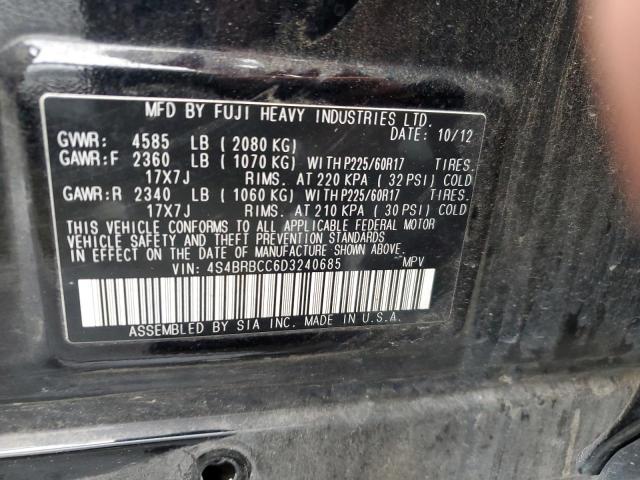 MFD BY FUJI HEAVY INDUSTRIES LTD.
DATE: 10/12
GVWR: 4585 LB ( 2080 KG)
GAWR:F 2360 LB ( 1070 KG) WITH P225/60R17 TIRES.
17X7J RIMS. AT 220 KPA ( 32 PSI) COLD
GAWR:R 2340 LB ( 1060 KG) WITH P225/60R17 TIRES.
17X7J RIMS. AT 210 KPA ( 30 PSI) COLD
THIS VEHICLE CONFORMS TO ALL APPLICABLE FEDERAL MOTOR
VEHICLE SAFETY AND THEFT PREVENTION STANDARDS
IN EFFECT ON THE DATE OF MANUFACTURE SHOWN ABOVE.
VIN: 4S4BRBCC6D3240685 MPV
ASSEMBLED BY SIA INC. MADE IN U.S.A.